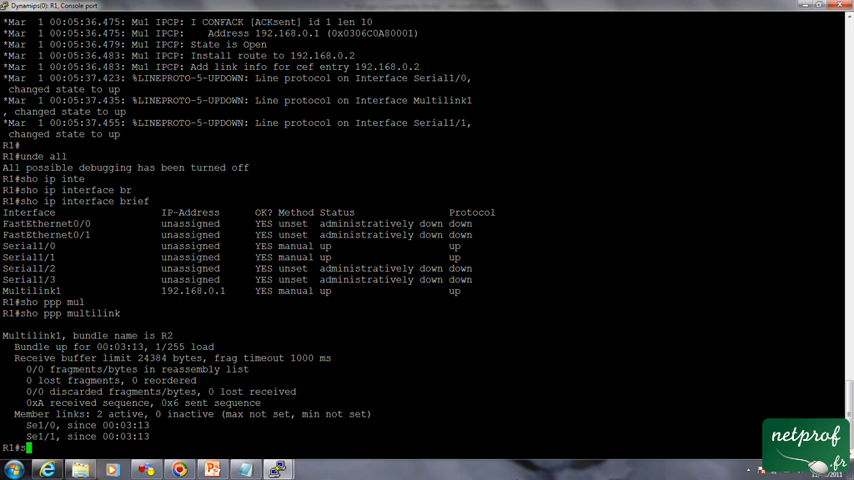 Dynamips(0): R1, Console port
*Mar  1 00:05:36.475: Mu1 IPCP: I CONFACK [ACKsent] id 1 len 10
*Mar  1 00:05:36.475: Mu1 IPCP:    Address 192.168.0.1 (0x0306C0A80001)
*Mar  1 00:05:36.479: Mu1 IPCP: State is Open
*Mar  1 00:05:36.483: Mu1 IPCP: Install route to 192.168.0.2
*Mar  1 00:05:36.483: Mu1 IPCP: Add link info for cef entry 192.168.0.2
*Mar  1 00:05:37.423: %LINEPROTO-5-UPDOWN: Line protocol on Interface Serial1/0,
 changed state to up
*Mar  1 00:05:37.435: %LINEPROTO-5-UPDOWN: Line protocol on Interface Multilink1
, changed state to up
*Mar  1 00:05:37.455: %LINEPROTO-5-UPDOWN: Line protocol on Interface Serial1/1,
 changed state to up
R1#
R1#unde all
All possible debugging has been turned off
R1#sho ip inte
R1#sho ip interface br
R1#sho ip interface brief
Interface                  IP-Address      OK? Method Status                Protocol
FastEthernet0/0            unassigned      YES unset  administratively down down
FastEthernet0/1            unassigned      YES unset  administratively down down
Serial1/0                  unassigned      YES manual up                    up
Serial1/1                  unassigned      YES manual up                    up
Serial1/2                  unassigned      YES unset  administratively down down
Serial1/3                  unassigned      YES unset  administratively down down
Multilink1                 192.168.0.1     YES manual up                    up
R1#sho ppp mul
R1#sho ppp multilink
Multilink1, bundle name is R2
  Bundle up for 00:03:13, 1/255 load
  Receive buffer limit 24384 bytes, frag timeout 1000 ms
    0/0 fragments/bytes in reassembly list
    0 lost fragments, 0 reordered
    0/0 discarded fragments/bytes, 0 lost received
    0xA received sequence, 0x6 sent sequence
  Member links: 2 active, 0 inactive (max not set, min not set)
    Se1/0, since 00:03:13
    Se1/1, since 00:03:13
R1#s
netprof
.fr